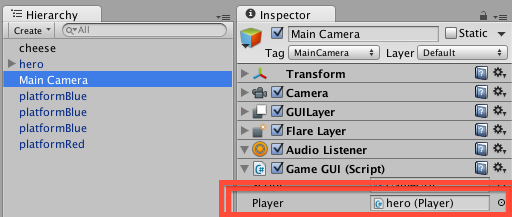 Hierarchy
Create
All
cheese
hero
Main Camera
platformBlue
platformBlue
platformBlue
platformRed
Inspector
Main Camera
Static
Tag MainCamera Layer Default
Transform
Camera
GUILayer
Flare Layer
Audio Listener
Game GUI (Script)
Player hero (Player)